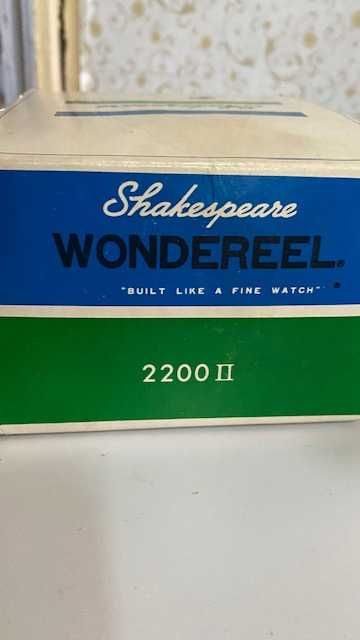 Shakespeare
WONDEREEL®
"BUILT LIKE A FINE WATCH" ®
2200 II